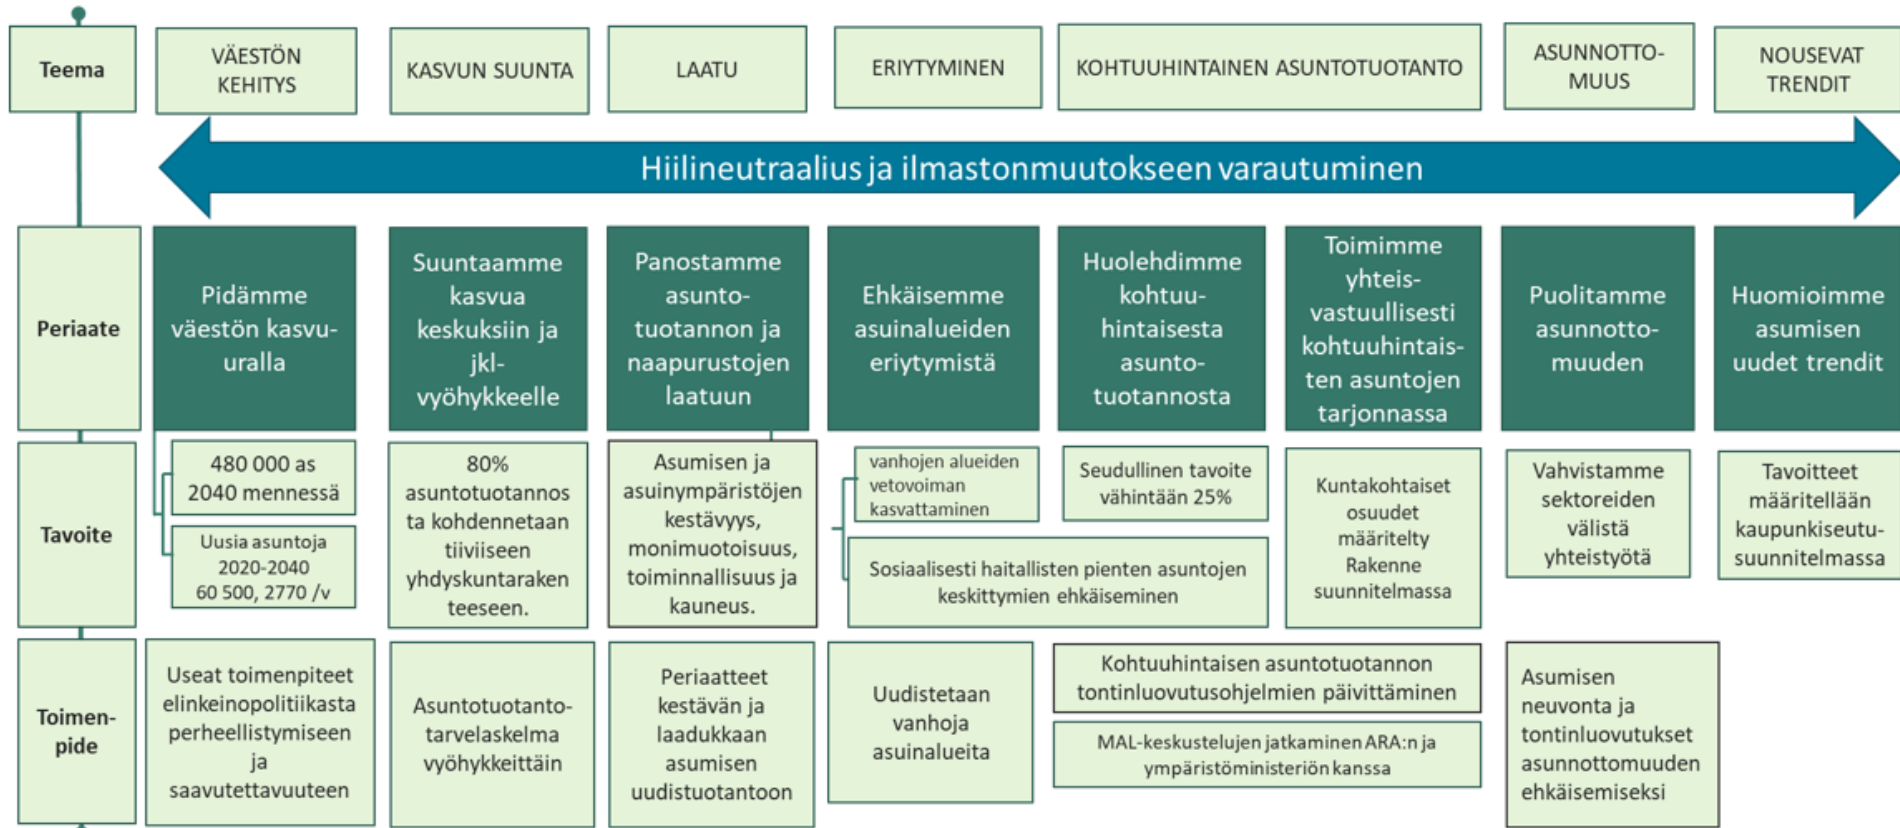 Teema
VÄESTÖN
KEHITYS
KASVUN SUUNTA
LAATU
ERIYTYMINEN
KOHTUUHINTAINEN ASUNTOTUOTANTO
ASUNNOTTO-
MUUS
NOUSEVAT
TRENDIT
Hiilineutraalius ja ilmastonmuutokseen varautuminen
Periaate
Pidämme
väestön kasvu-
uralla
Suuntaamme
kasvua
keskuksiin ja
jkl-
vyöhykkeelle
Panostamme
asunto-
tuotannon ja
naapurustojen
laatuun
Ehkäisemme
asuinalueiden
eriytymistä
Huolehdimme
kohtuu-
hintaisesta
asunto-
tuotannosta
Toimimme
yhteis-
vastuullisesti
kohtuuhintais-
ten asuntojen
tarjonnassa
Puolitamme
asunnotto-
muuden
Huomioimme
asumisen
uudet trendit
Tavoite
480 000 as
2040 mennessä
Uusia asuntoja
2020-2040
60 500, 2770 /v
80%
asuntotuotannos
ta kohdennetaan
tiiviiseen
yhdyskuntaraken
teeseen.
Asumisen ja
asuinympäristöjen
kestävyys,
monimuotoisuus,
toiminnallisuus ja
kauneus.
vanhojen alueiden
vetovoiman
kasvattaminen
Sosiaalisesti haitallisten pienten asuntojen
keskittymien ehkäiseminen
Seudullinen tavoite
vähintään 25%
Kuntakohtaiset
osuudet
määritelty
Rakenne
suunnitelmassa
Vahvistamme
sektoreiden
välistä
yhteistyötä
Tavoitteet
määritellään
kaupunkiseutu-
suunnitelmassa
Toimen-
pide
Useat toimenpiteet
elinkeinopolitiikasta
perheellistymiseen
ja
saavutettavuuteen
Asuntotuotanto-
tarvelaskelma
vyöhykkeittäin
Periaatteet
kestävän ja
laadukkaan
asumisen
uudistuotantoon
Uudistetaan
vanhoja
asuinalueita
Kohtuuhintaisen asuntotuotannon
tontinluovutusohjelmien päivittäminen
MAL-keskustelujen jatkaminen ARA:n ja
ympäristöministeriön kanssa
Asumisen
neuvonta ja
tontinluovutukset
asunnottomuuden
ehkäisemiseksi